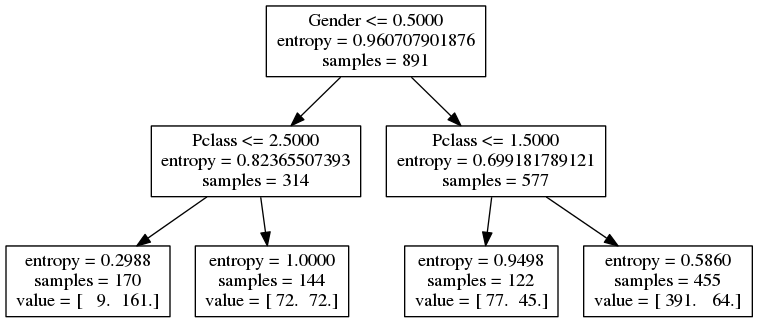 Gender <= 0.5000
entropy = 0.960707901876
samples = 891
Pclass <= 2.5000
entropy = 0.82365507393
samples = 314
Pclass <= 1.5000
entropy = 0.699181789121
samples = 577
entropy = 0.2988
samples = 170
value = [   9.  161.]
entropy = 1.0000
samples = 144
value = [ 72.  72.]
entropy = 0.9498
samples = 122
value = [ 77.  45.]
entropy = 0.5860
samples = 455
value = [ 391.   64.]